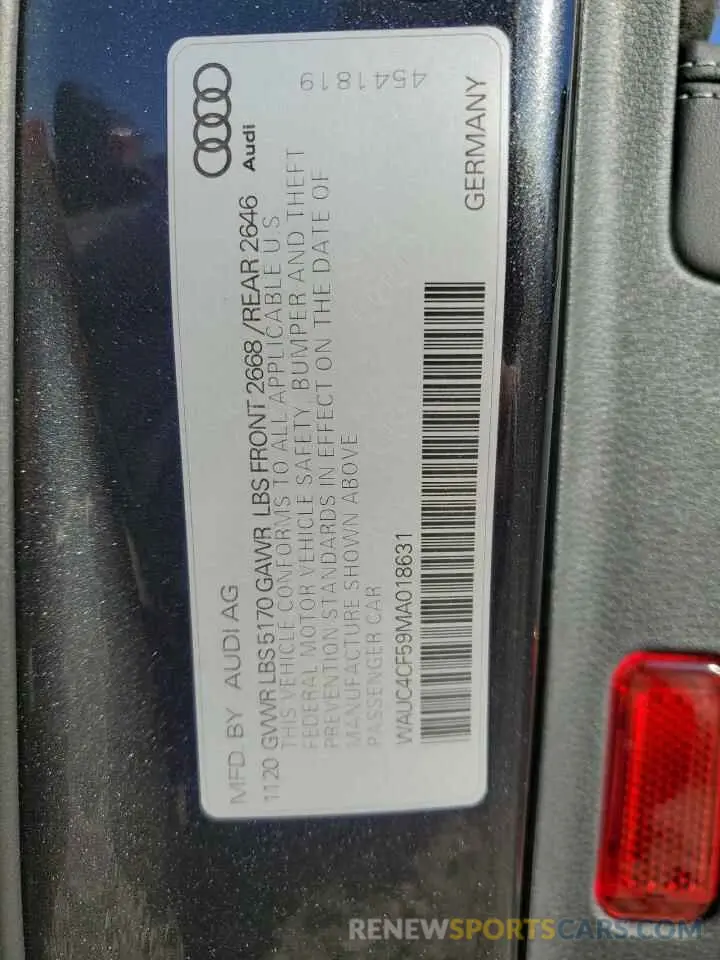 4541819
Audi
MFD BY AUDI AG
GERMANY
1120 GVWR LBS 5170 GAWR LBS FRONT 2668 / REAR 2646
THIS VEHICLE CONFORMS TO ALL APPLICABLE U S
FEDERAL MOTOR VEHICLE SAFETY, BUMPER AND THEFT
PREVENTION STANDARDS IN EFFECT ON THE DATE OF
MANUFACTURE SHOWN ABOVE
PASSENGER CAR
WAUC4CF59MA018631
RENEWSPORTSCARS.COM